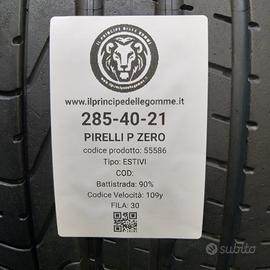 IL PRINCIPE DELLE GOMME
www.ilprincipedellegomme.it
285-40-21
PIRELLI P ZERO
codice prodotto: 55586
Tipo: ESTIVI
COD:
Battistrada: 90%
Codice Velocità: 109y
FILA: 30
subito